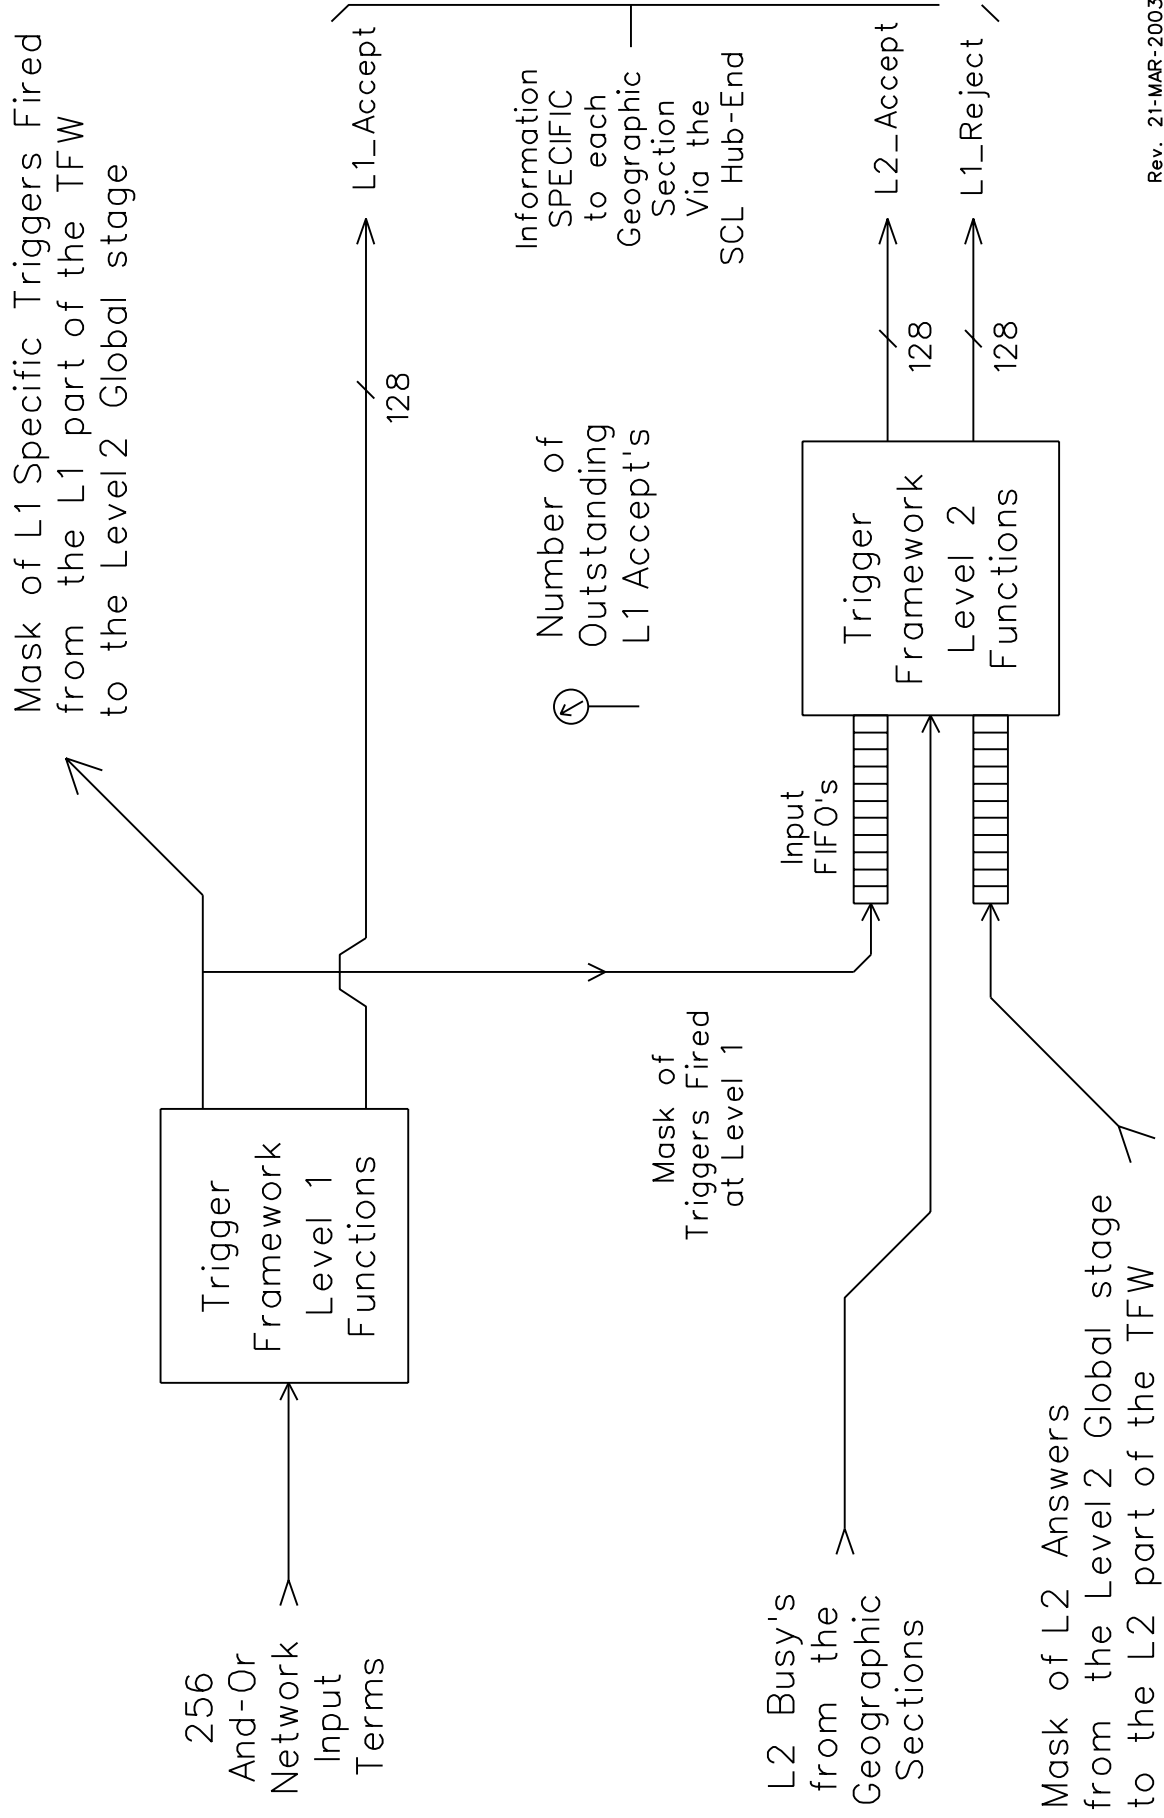 Mask of L1 Specific Triggers Fired
from the L1 part of the TFW
to the Level 2 Global stage
256
And-Or
Network
Input
Terms
Trigger
Framework
Level 1
Functions
128
L1_Accept
Number of
Outstanding
L1 Accept's
Information
SPECIFIC
to each
Geographic
Section
Via the
SCL Hub-End
Mask of
Triggers Fired
at Level 1
Input
FIFO's
L2 Busy's
from the
Geographic
Sections
Trigger
Framework
Level 2
Functions
128
L2_Accept
128
L1_Reject
Mask of L2 Answers
from the Level 2 Global stage
to the L2 part of the TFW
Rev. 21-MAR-2003